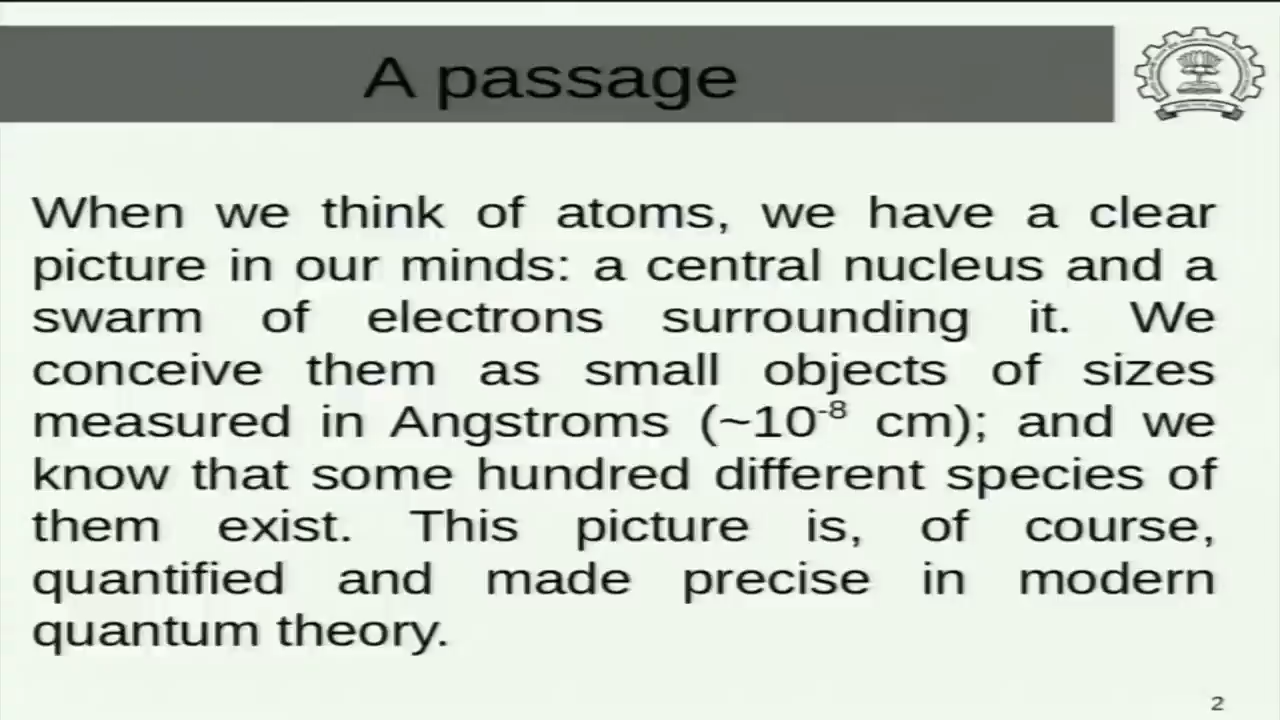 A passage
When we think of atoms, we have a clear
picture in our minds: a central nucleus and a
swarm of electrons surrounding it. We
conceive them as small objects of sizes
measured in Angstroms (~10⁻⁸ cm); and we
know that some hundred different species of
them exist. This picture is, of course,
quantified and made precise in modern
quantum theory.
2